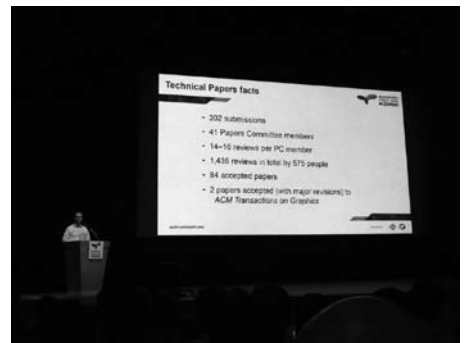 Technical Papers facts
• 202 submissions
• 41 Papers Committee members
• 14–16 reviews per PC member
• 1,436 reviews in total by 575 people
• 84 accepted papers
• 2 papers accepted (with major revisions) to
ACM Transactions on Graphics